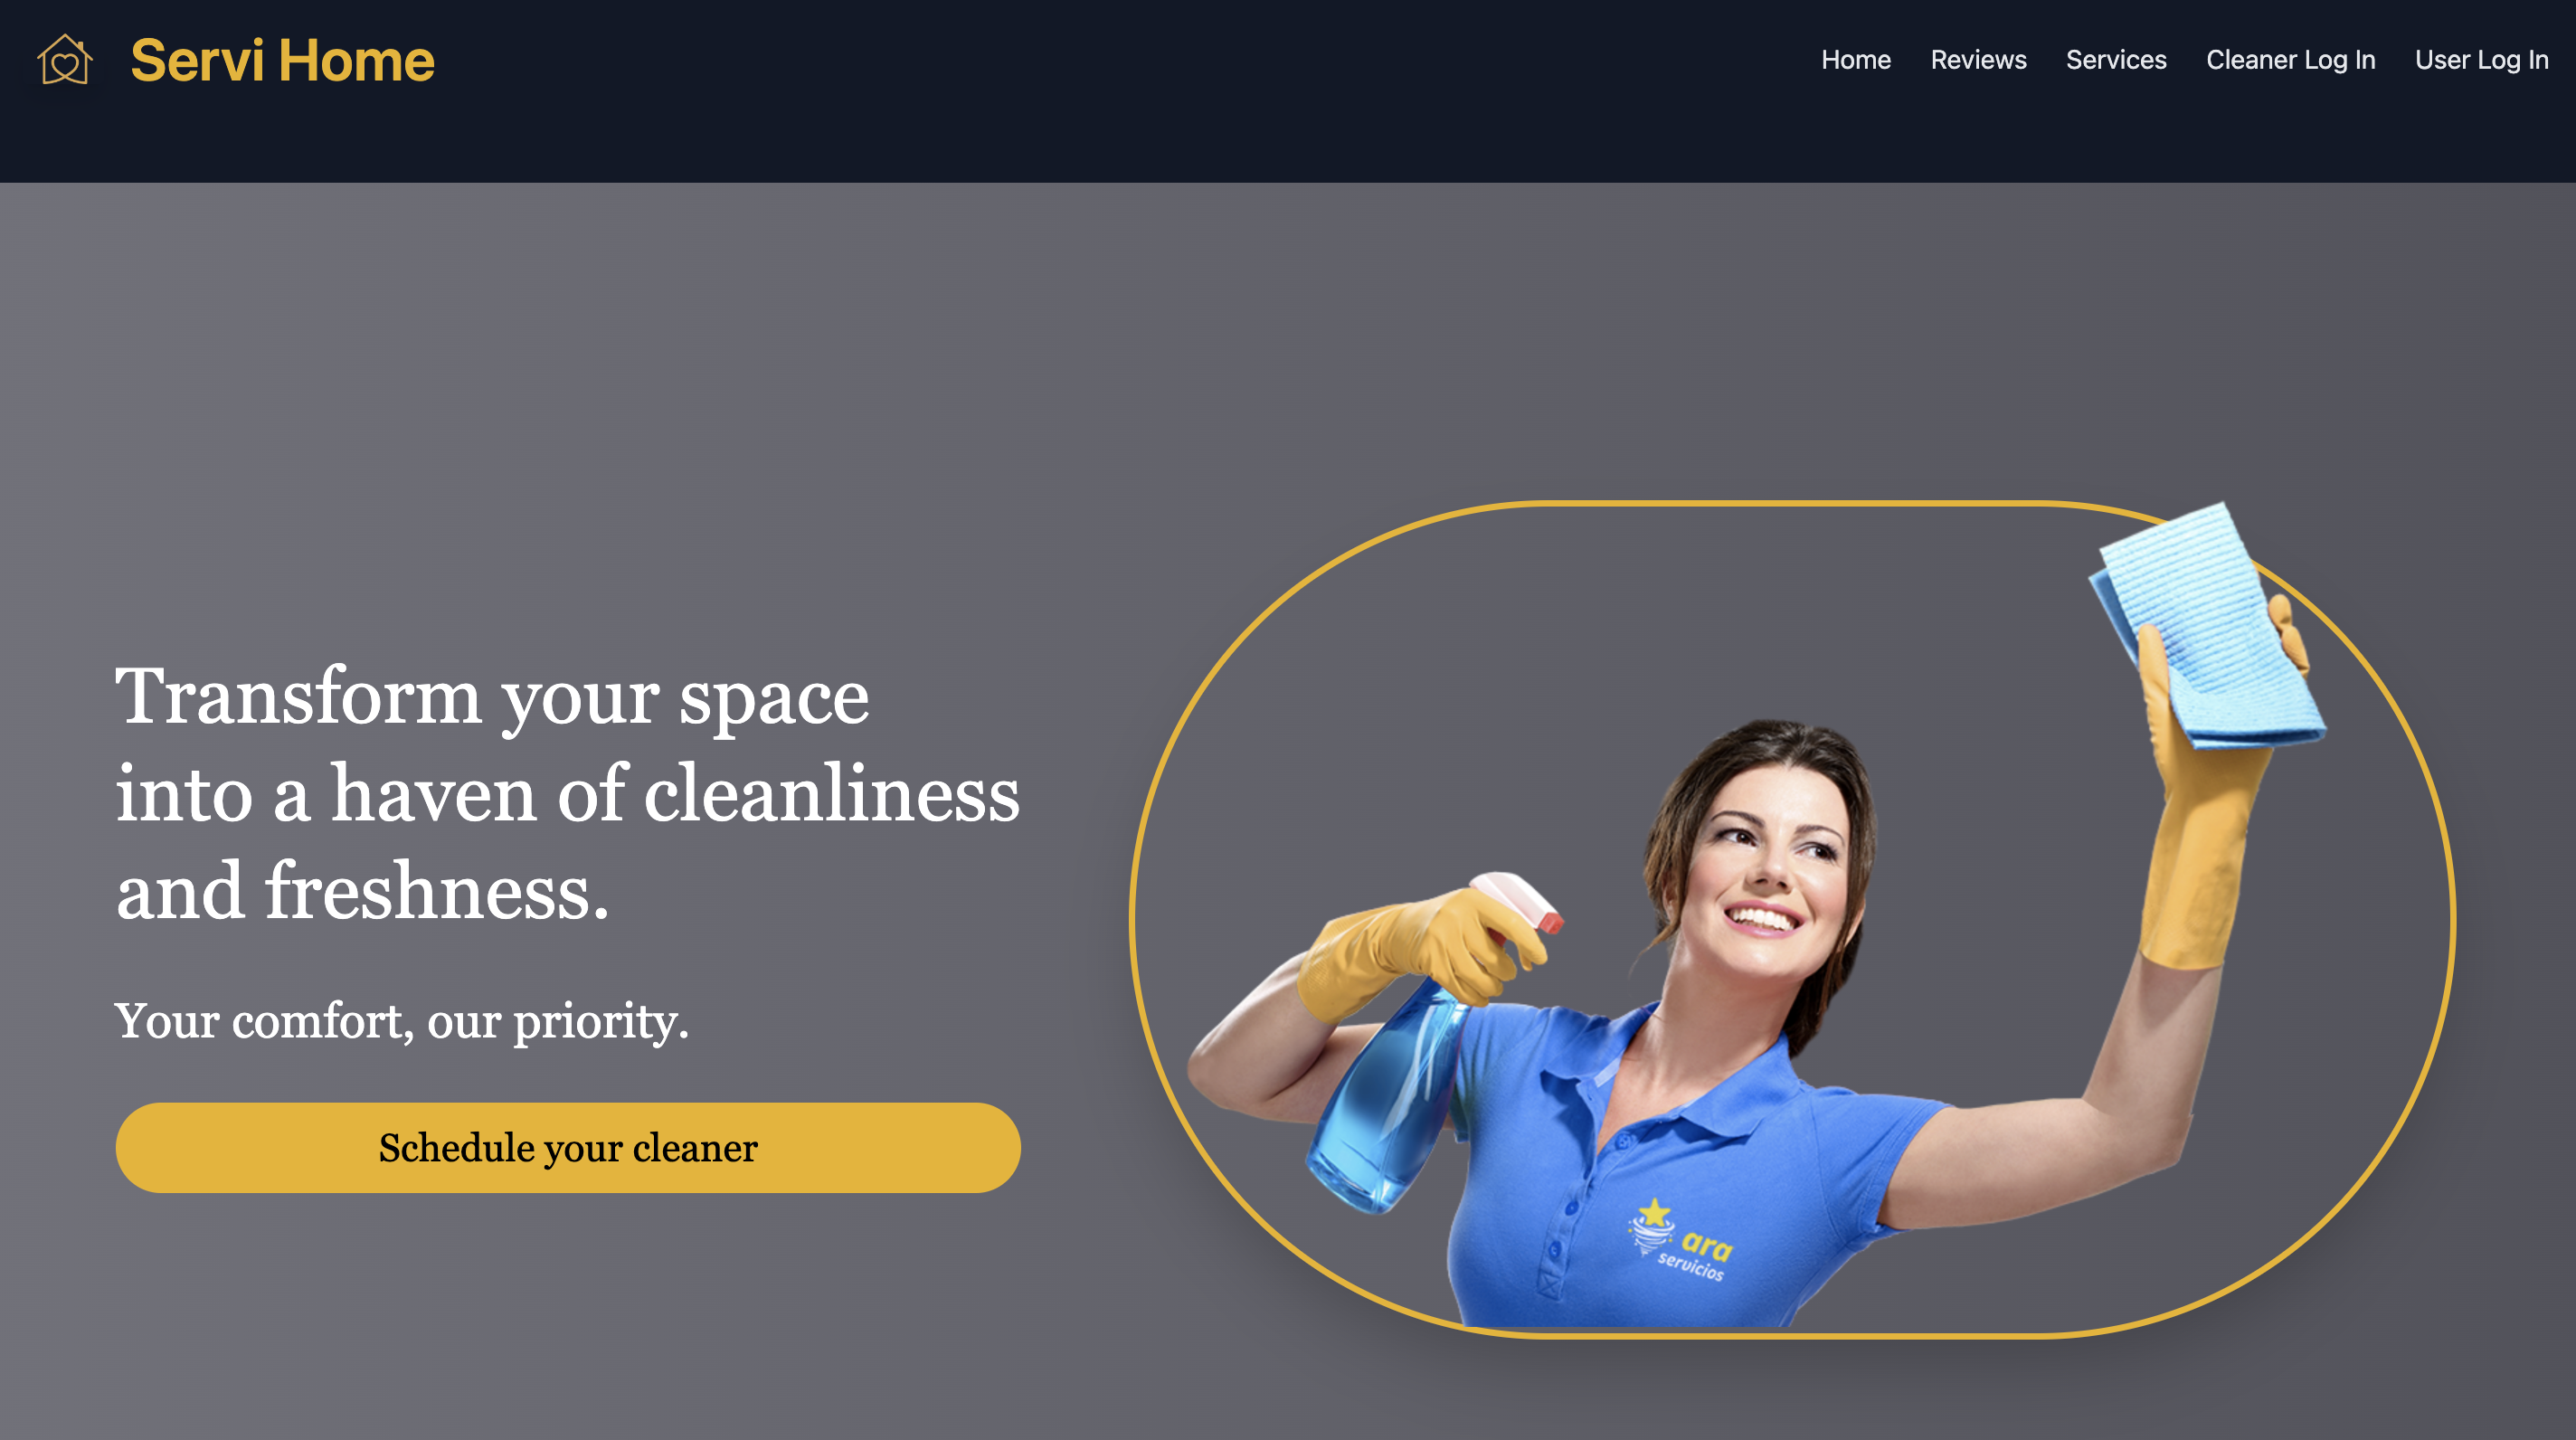 Servi Home
Home
Reviews
Services
Cleaner Log In
User Log In
Transform your space
into a haven of cleanliness
and freshness.
Your comfort, our priority.
Schedule your cleaner
ara
servicios